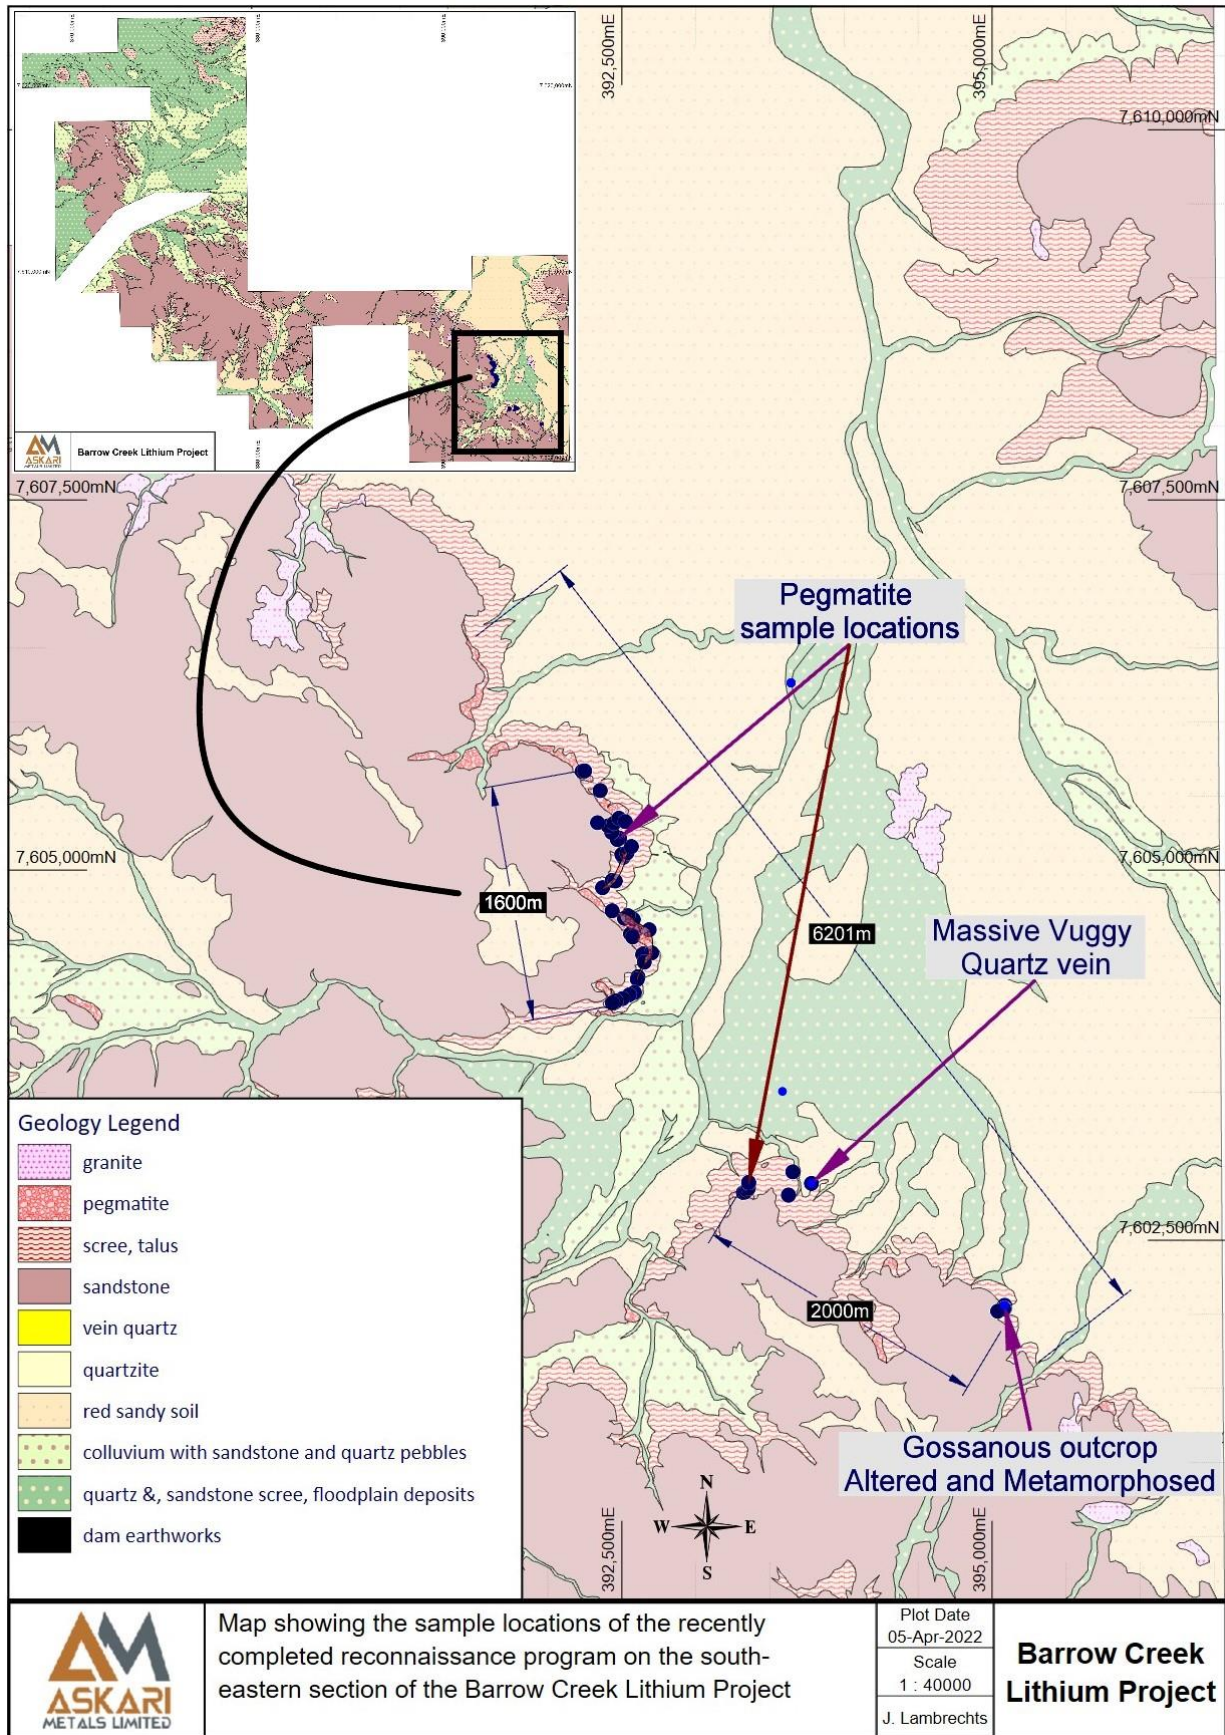 392,500mE
395,000mE
7,610,000mN
AM
ASKARI
METALS LIMITED
Barrow Creek Lithium Project
7,607,500mN
7,607,500mN
Pegmatite
sample locations
7,605,000mN
7,605,000mN
1600m
6201m
Massive Vuggy
Quartz vein
7,602,500mN
2000m
Gossanous outcrop
Altered and Metamorphosed
Geology Legend
granite
pegmatite
scree, talus
sandstone
vein quartz
quartzite
red sandy soil
colluvium with sandstone and quartz pebbles
quartz &, sandstone scree, floodplain deposits
dam earthworks
N
W
E
S
392,500mE
395,000mE
AM
ASKARI
METALS LIMITED
Map showing the sample locations of the recently
completed reconnaissance program on the south-
eastern section of the Barrow Creek Lithium Project
Plot Date
05-Apr-2022
Scale
1 : 40000
J. Lambrechts
Barrow Creek
Lithium Project